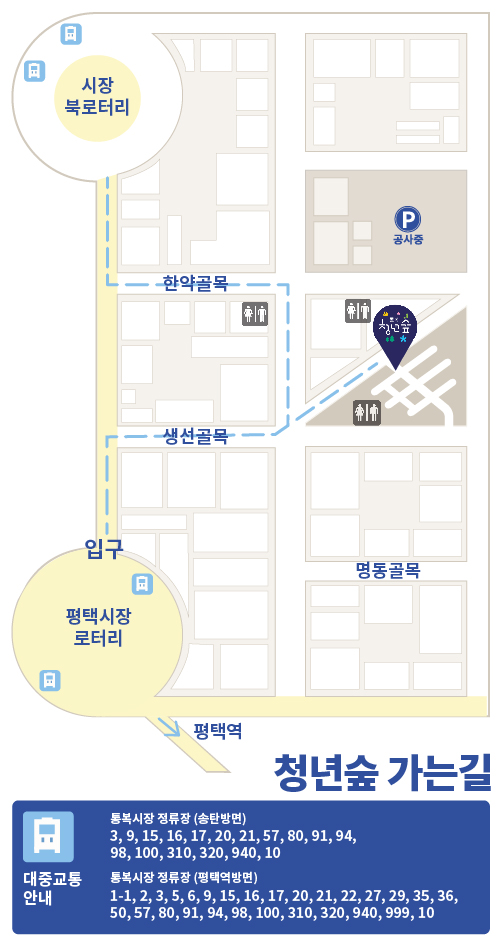 시장
북로터리
P
공사중
한약골목
청년숲
생선골목
입구
명동골목
평택시장
로터리
평택역
청년숲 가는길
대중교통
안내
통복시장 정류장 (송탄방면)
3, 9, 15, 16, 17, 20, 21, 57, 80, 91, 94,
98, 100, 310, 320, 940, 10
통복시장 정류장 (평택역방면)
1-1, 2, 3, 5, 6, 9, 15, 16, 17, 20, 21, 22, 27, 29, 35, 36,
50, 57, 80, 91, 94, 98, 100, 310, 320, 940, 999, 10